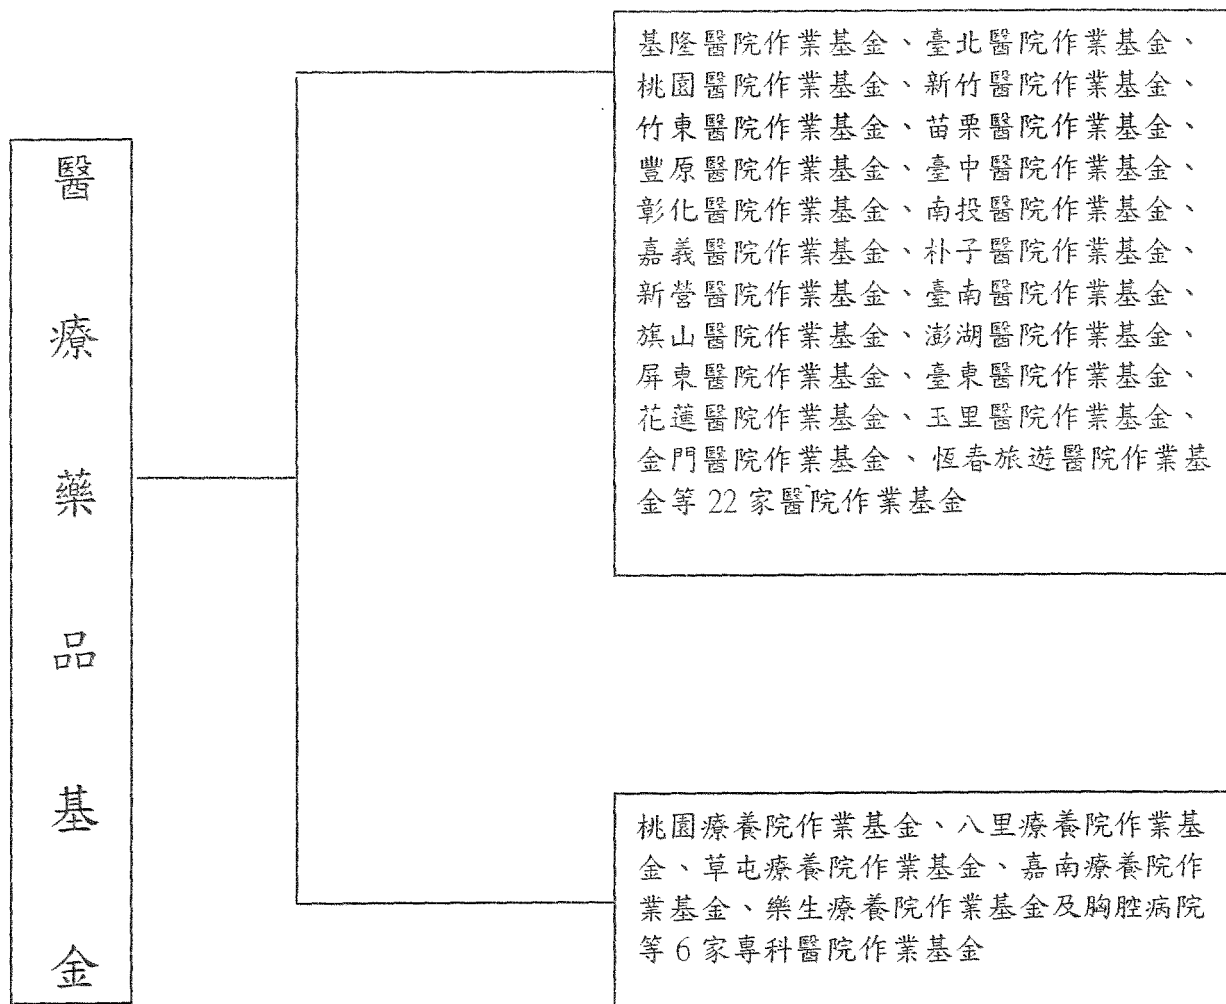 醫療藥品基金
基隆醫院作業基金、臺北醫院作業基金、
桃園醫院作業基金、新竹醫院作業基金、
竹東醫院作業基金、苗栗醫院作業基金、
豐原醫院作業基金、臺中醫院作業基金、
彰化醫院作業基金、南投醫院作業基金、
嘉義醫院作業基金、朴子醫院作業基金、
新營醫院作業基金、臺南醫院作業基金、
旗山醫院作業基金、澎湖醫院作業基金、
屏東醫院作業基金、臺東醫院作業基金、
花蓮醫院作業基金、玉里醫院作業基金、
金門醫院作業基金、恆春旅遊醫院作業基
金等 22 家醫院作業基金
桃園療養院作業基金、八里療養院作業基
金、草屯療養院作業基金、嘉南療養院作
業基金、樂生療養院作業基金及胸腔病院
等 6 家專科醫院作業基金